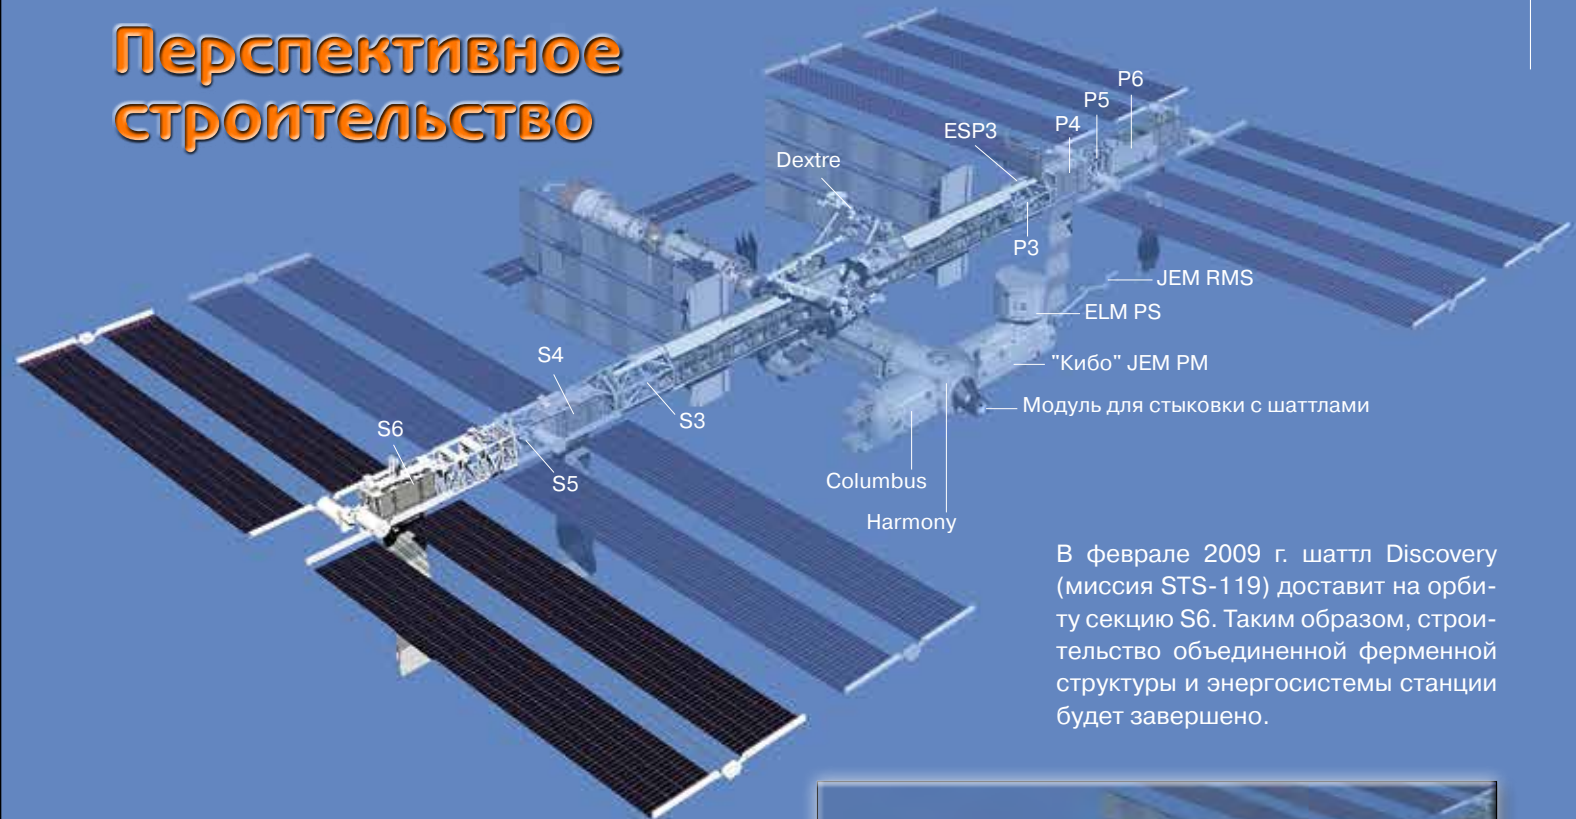 Перспективное
строительство
P6
P5
P4
ESP3
Dextre
P3
JEM RMS
ELM PS
"Кибо" JEM PM
Модуль для стыковки с шаттлами
S4
S3
S6
S5
Columbus
Harmony
В феврале 2009 г. шаттл Discovery
(миссия STS-119) доставит на орби-
ту секцию S6. Таким образом, строи-
тельство объединенной ферменной
структуры и энергосистемы станции
будет завершено.